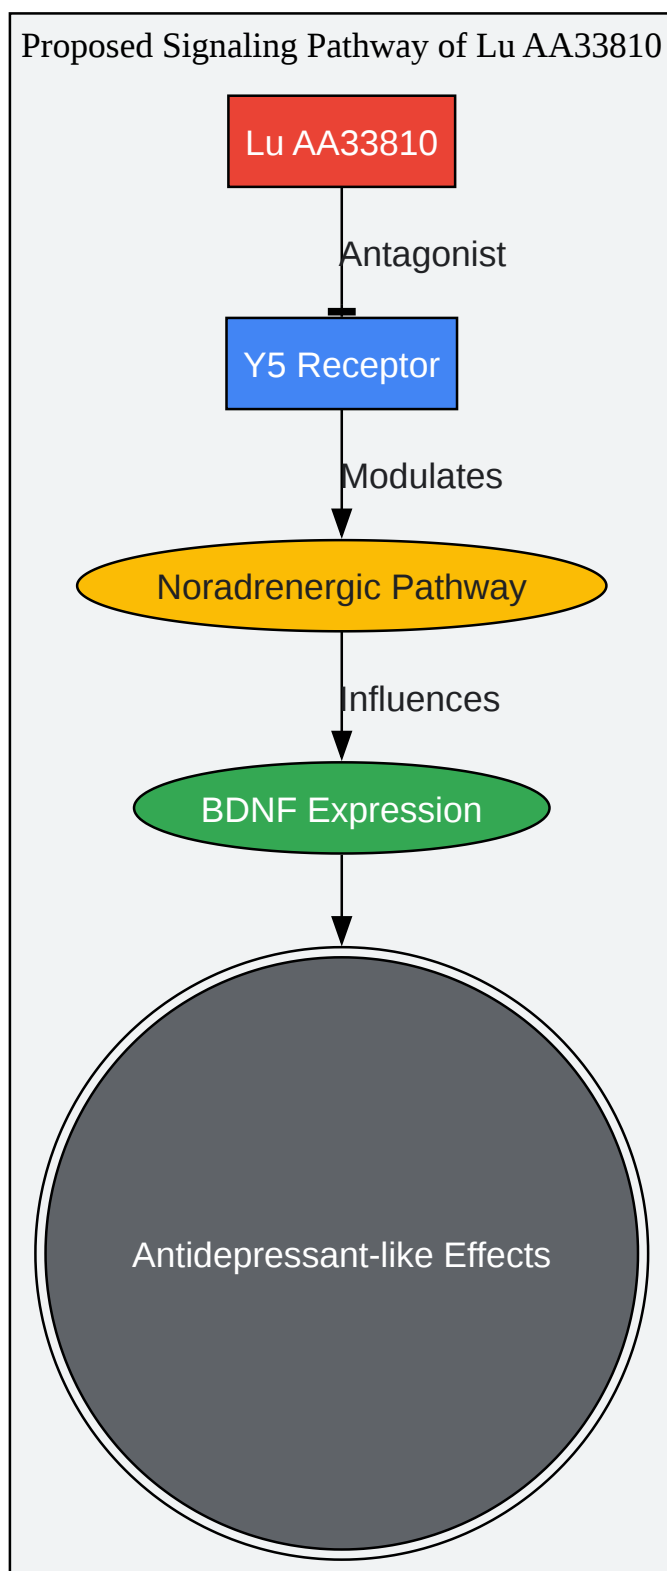 Proposed Signaling Pathway of Lu AA33810
Lu AA33810
Antagonist
Y5 Receptor
Modulates
Noradrenergic Pathway
Influences
BDNF Expression
Antidepressant-like Effects